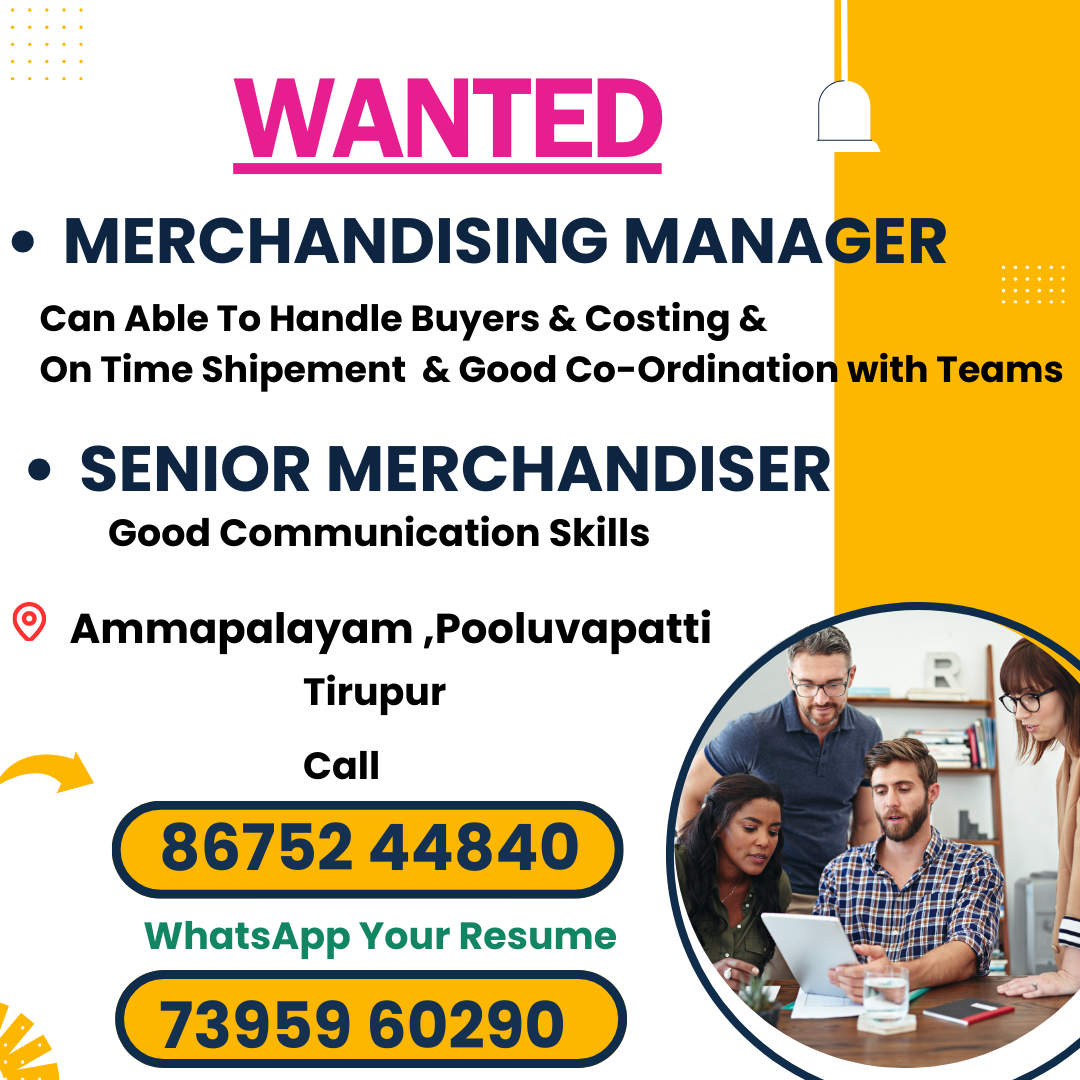 WANTED
• MERCHANDISING MANAGER
Can Able To Handle Buyers & Costing &
On Time Shipement & Good Co-Ordination with Teams
• SENIOR MERCHANDISER
Good Communication Skills
Ammapalayam ,Pooluvapatti
Tirupur
Call
86752 44840
WhatsApp Your Resume
73959 60290
R